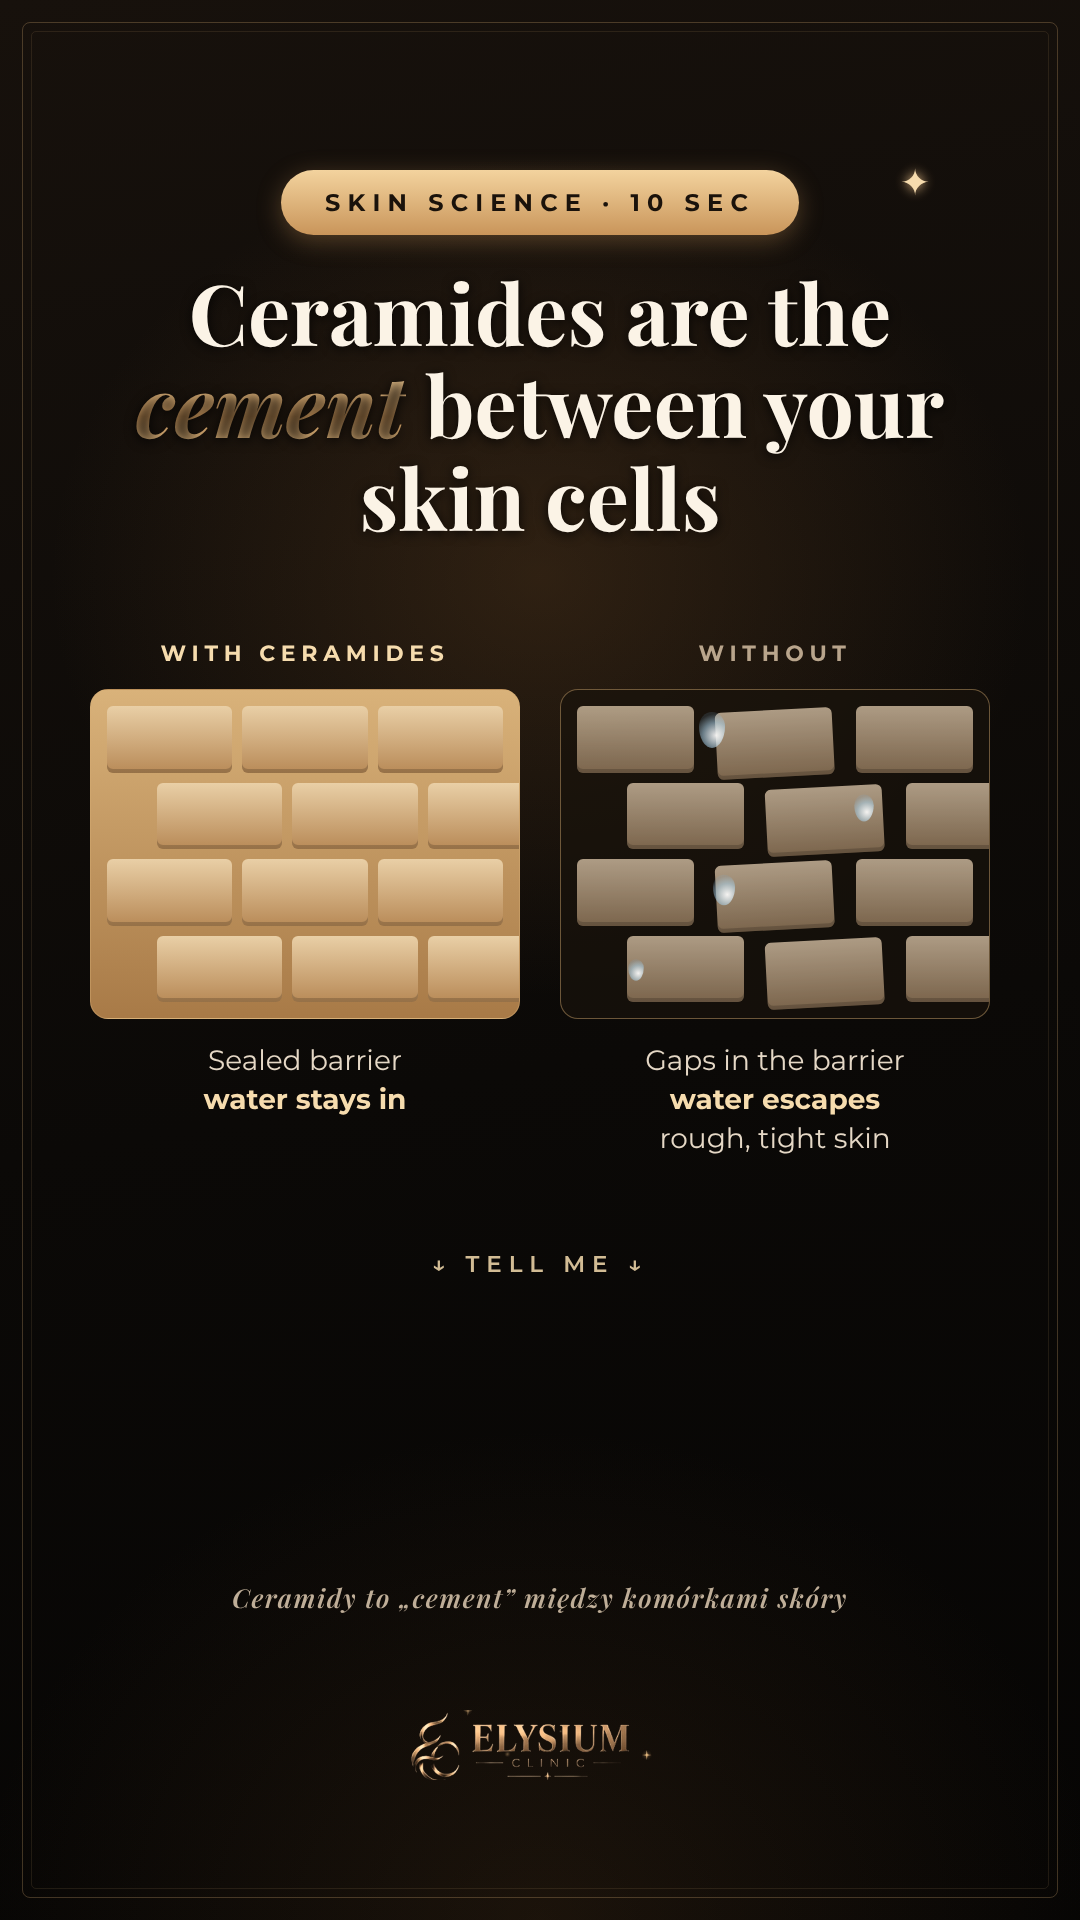 SKIN SCIENCE · 10 SEC
Ceramides are the
cement between your
skin cells
WITH CERAMIDES
WITHOUT
Sealed barrier
water stays in
Gaps in the barrier
water escapes
rough, tight skin
↓ TELL ME ↓
Ceramidy to „cement” między komórkami skóry
ELYSIUM
CLINIC